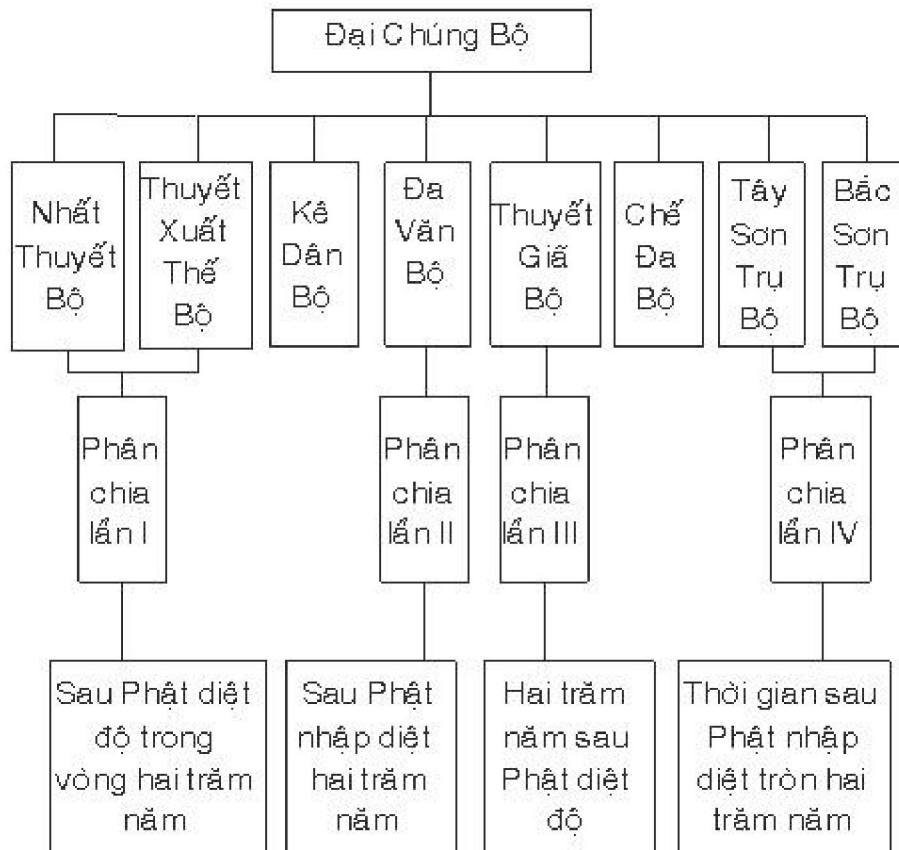 Đại Chúng Bộ
Nhất
Thuyết
Bộ
Thuyết
Xuất
Thế
Bộ
Kê
Dân
Bộ
Đa
Văn
Bộ
Thuyết
Giã
Bộ
Chế
Đa
Bộ
Tây
Sơn
Trụ
Bộ
Bắc
Sơn
Trụ
Bộ
Phân
chia
lần I
Phân
chia
lần II
Phân
chia
lần III
Phân
chia
lần IV
Sau Phật diệt
độ trong
vòng hai trăm
năm
Sau Phật
nhập diệt
hai trăm
năm
Hai trăm
năm sau
Phật diệt
độ
Thời gian sau
Phật nhập
diệt tròn hai
trăm năm